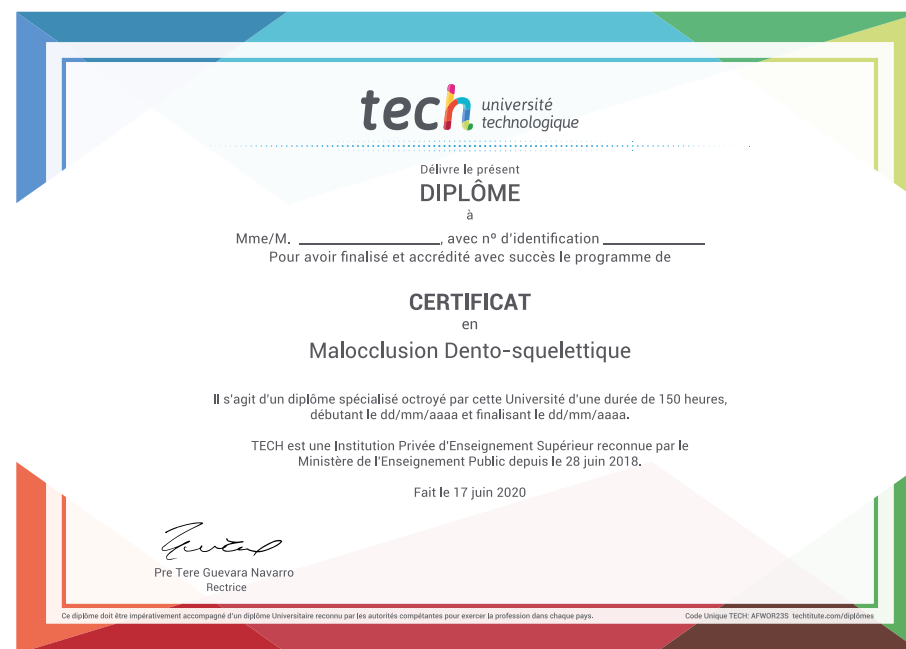 tech université
technologique
Délivre le présent
DIPLÔME
à
Mme/M. ____________________, avec nº d'identification ______________
Pour avoir finalisé et accrédité avec succès le programme de
CERTIFICAT
en
Malocclusion Dento-squelettique
Il s'agit d'un diplôme spécialisé octroyé par cette Université d'une durée de 150 heures,
débutant le dd/mm/aaaa et finalisant le dd/mm/aaaa.
TECH est une Institution Privée d'Enseignement Supérieur reconnue par le
Ministère de l'Enseignement Public depuis le 28 juin 2018.
Fait le 17 juin 2020
Pre Tere Guevara Navarro
Rectrice
Ce diplôme doit être impérativement accompagné d'un diplôme Universitaire reconnu par les autorités compétantes pour exercer la profession dans chaque pays. Code Unique TECH: AFWOR23S techtitute.com/diplômes